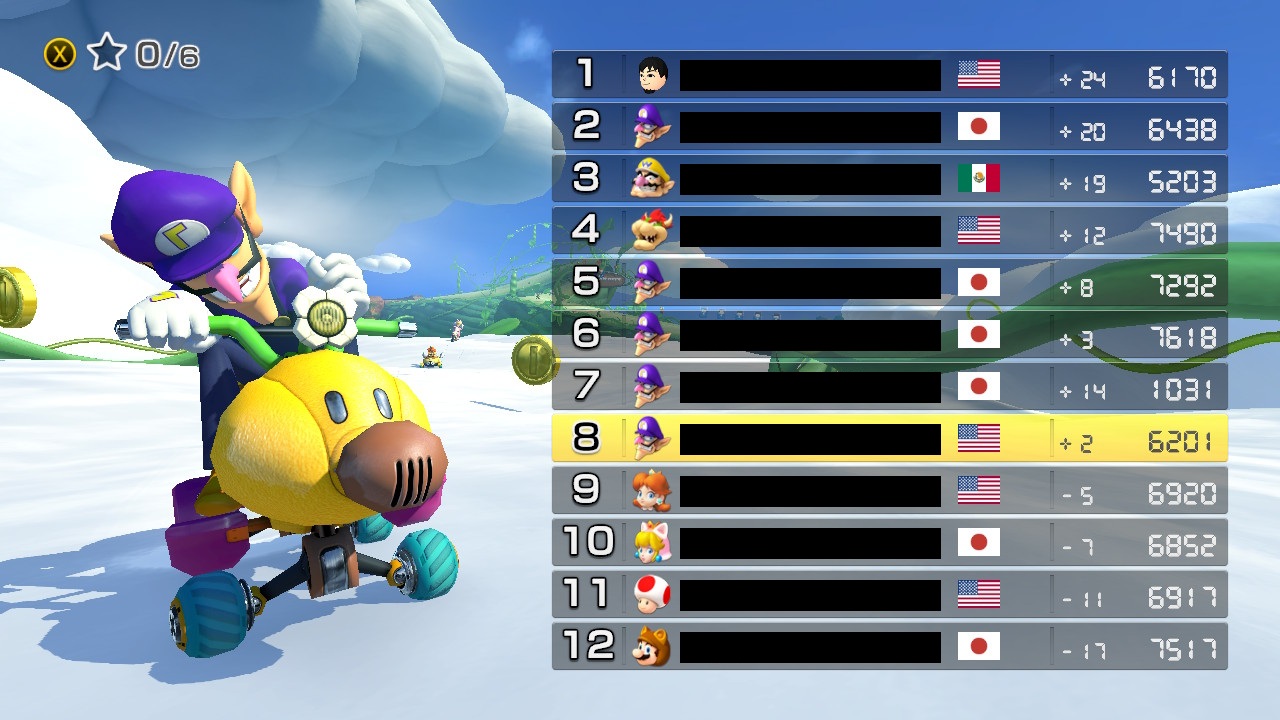 X 0/6
1 + 24 6170
2 + 20 6438
3 + 19 5203
4 + 12 7490
5 + 8 7292
6 + 3 7618
7 + 14 1031
8 + 2 6201
9 - 5 6920
10 - 7 6852
11 - 11 6917
12 - 17 7517